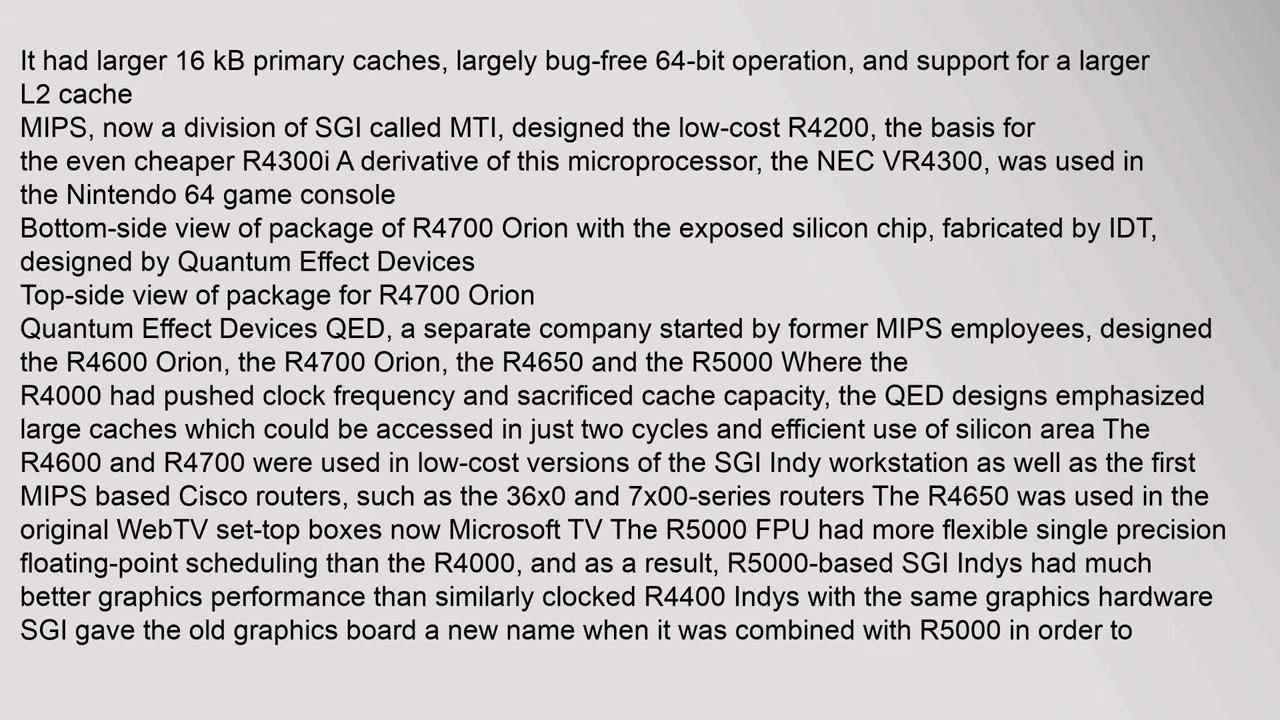 It had larger 16 kB primary caches, largely bug-free 64-bit operation, and support for a larger
L2 cache
MIPS, now a division of SGI called MTI, designed the low-cost R4200, the basis for
the even cheaper R4300i A derivative of this microprocessor, the NEC VR4300, was used in
the Nintendo 64 game console
Bottom-side view of package of R4700 Orion with the exposed silicon chip, fabricated by IDT,
designed by Quantum Effect Devices
Top-side view of package for R4700 Orion
Quantum Effect Devices QED, a separate company started by former MIPS employees, designed
the R4600 Orion, the R4700 Orion, the R4650 and the R5000 Where the
R4000 had pushed clock frequency and sacrificed cache capacity, the QED designs emphasized
large caches which could be accessed in just two cycles and efficient use of silicon area The
R4600 and R4700 were used in low-cost versions of the SGI Indy workstation as well as the first
MIPS based Cisco routers, such as the 36x0 and 7x00-series routers The R4650 was used in the
original WebTV set-top boxes now Microsoft TV The R5000 FPU had more flexible single precision
floating-point scheduling than the R4000, and as a result, R5000-based SGI Indys had much
better graphics performance than similarly clocked R4400 Indys with the same graphics hardware
SGI gave the old graphics board a new name when it was combined with R5000 in order to